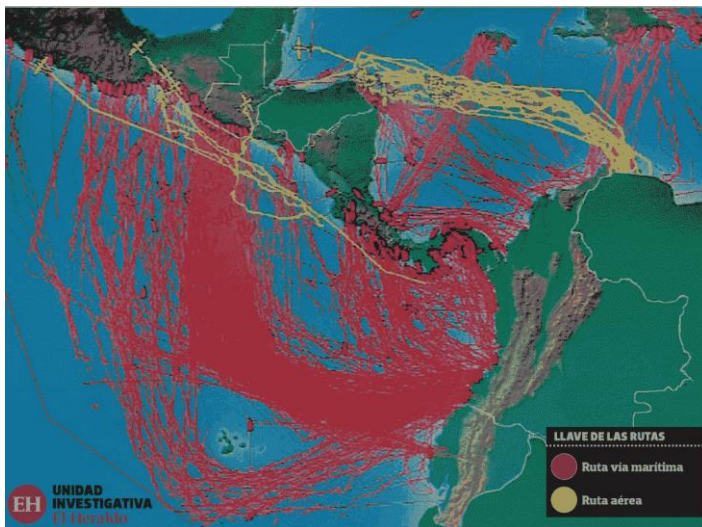 LLAVE DE LAS RUTAS
Ruta vía marítima
Ruta aérea
EH
UNIDAD
INVESTIGATIVA
El Heraldo